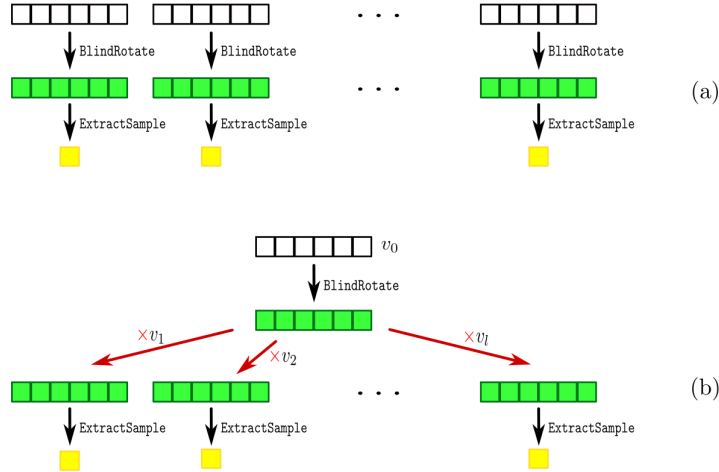 . . .
BlindRotate BlindRotate BlindRotate
. . .
(a)
ExtractSample ExtractSample ExtractSample
v₀
BlindRotate
×v₁ ×v₂ ×vₗ
. . .
(b)
ExtractSample ExtractSample ExtractSample